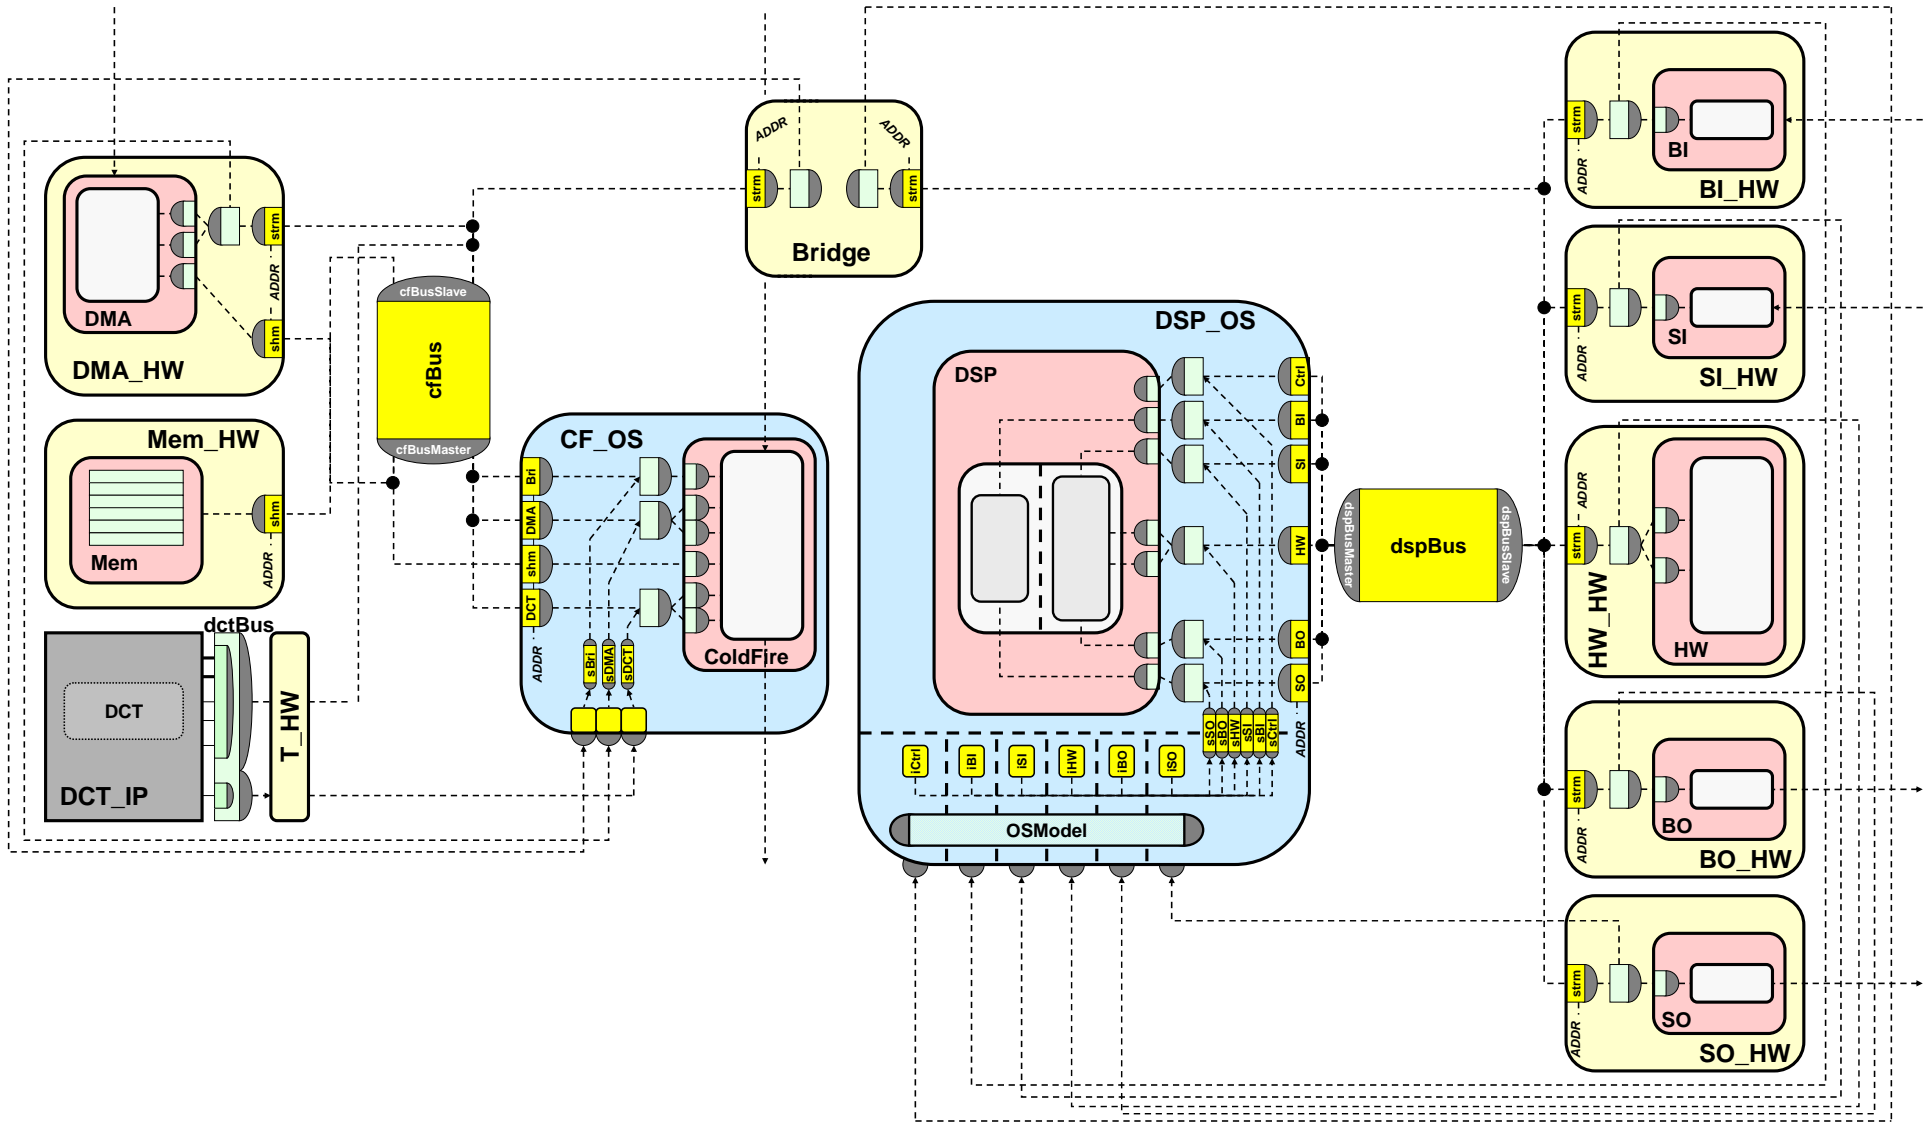 ADDR
ADDR
strm
strm
Bridge
strm
ADDR
BI
BI_HW
strm
ADDR
SI
SI_HW
DMA
strm
ADDR
shm
DMA_HW
cfBusSlave
cfBus
cfBusMaster
Mem_HW
Mem
shm
ADDR
CF_OS
Bri
DMA
shm
DCT
ADDR
sBri
sDMA
sDCT
ColdFire
dctBus
DCT
DCT_IP
T_HW
DSP_OS
DSP
Ctrl
BI
SI
HW
BO
SO
ADDR
sSO
sBO
sHW
sSI
sBI
sCtrl
iCtrl
iBI
iSI
iHW
iBO
iSO
OSModel
dspBusMaster
dspBus
dspBusSlave
ADDR
strm
HW_HW
HW
strm
ADDR
BO
BO_HW
strm
ADDR
SO
SO_HW